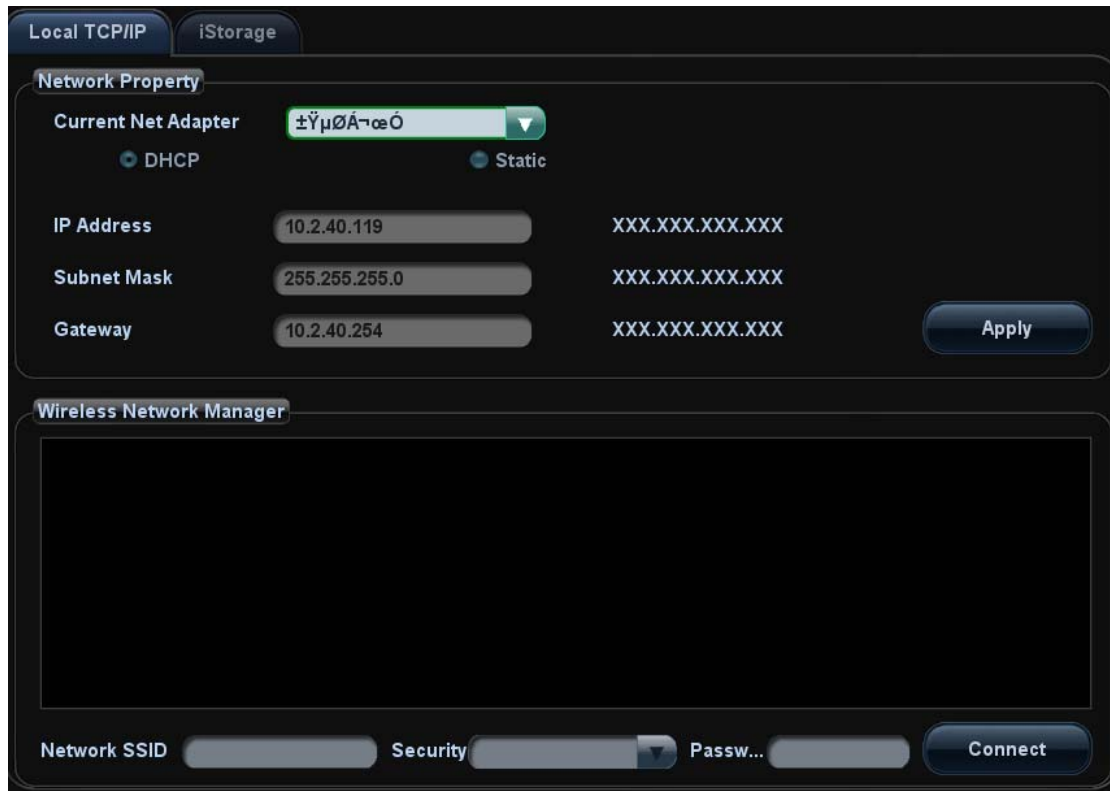 Local TCP/IP iStorage
Network Property
Current Net Adapter ±ŸµØÁ¬œÓ
DHCP Static
IP Address 10.2.40.119 XXX.XXX.XXX.XXX
Subnet Mask 255.255.255.0 XXX.XXX.XXX.XXX
Gateway 10.2.40.254 XXX.XXX.XXX.XXX Apply
Wireless Network Manager
Network SSID Security Passw... Connect